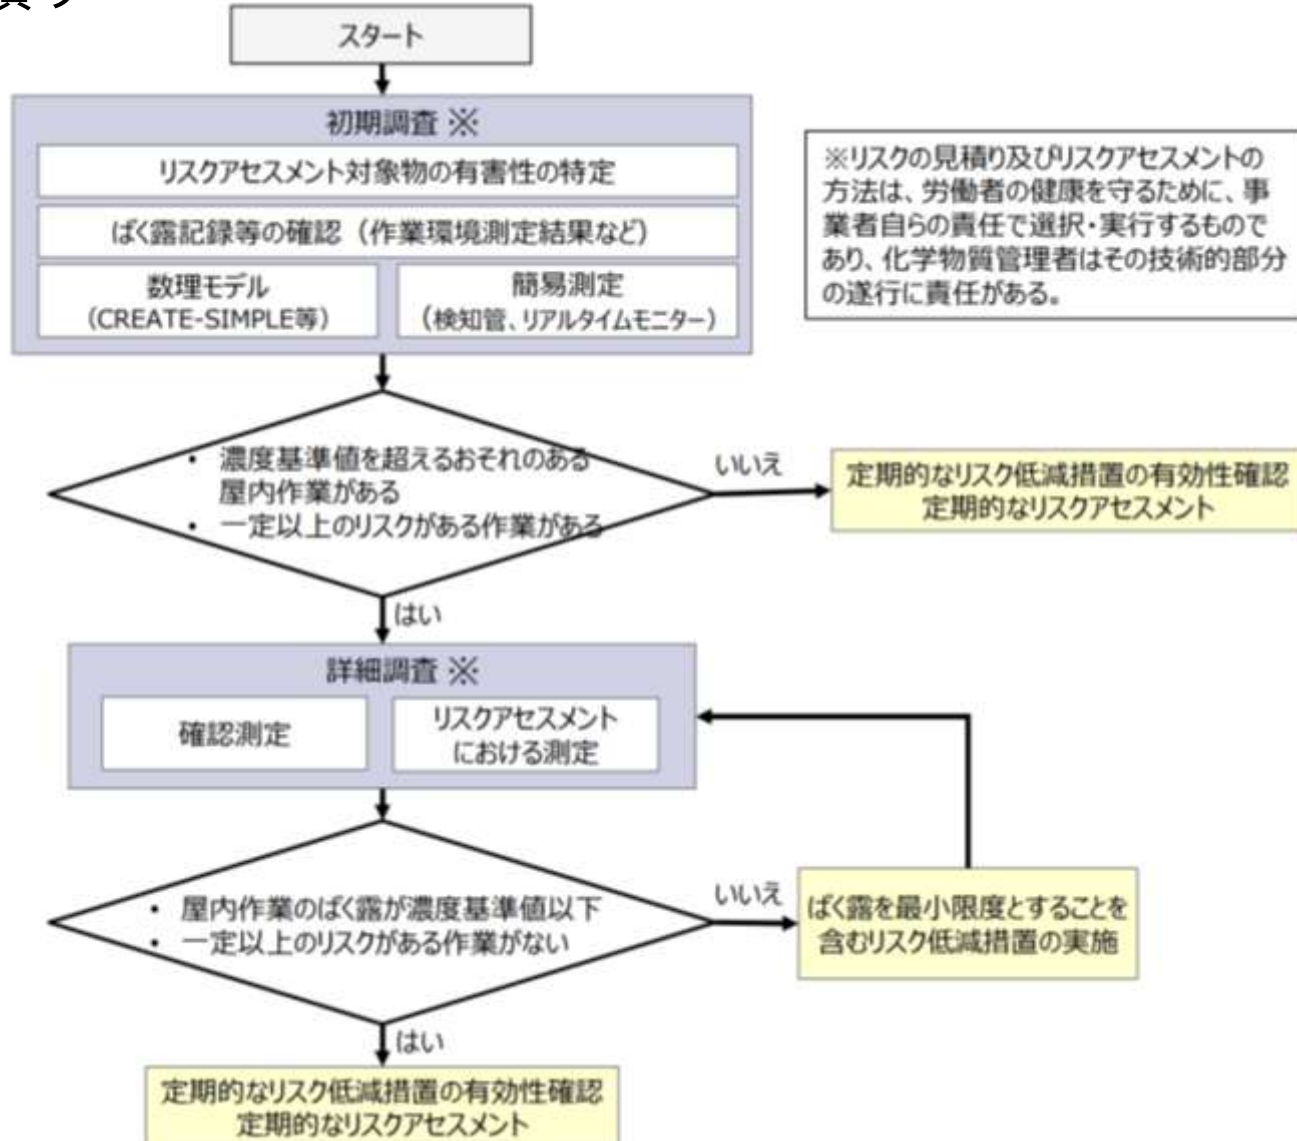 スタート
初期調査 ※
リスクアセスメント対象物の有害性の特定
ばく露記録等の確認（作業環境測定結果など）
数理モデル
（CREATE-SIMPLE等）
簡易測定
（検知管、リアルタイムモニター）
※リスクの見積り及びリスクアセスメントの
方法は、労働者の健康を守るために、事
業者自らの責任で選択・実行するもので
あり、化学物質管理者はその技術的部分
の遂行に責任がある。
• 濃度基準値を超えるおそれのある
屋内作業がある
• 一定以上のリスクがある作業がある
いいえ
定期的なリスク低減措置の有効性確認
定期的なリスクアセスメント
はい
詳細調査 ※
確認測定
リスクアセスメント
における測定
• 屋内作業のばく露が濃度基準値以下
• 一定以上のリスクがある作業がない
いいえ
ばく露を最小限度とすることを
含むリスク低減措置の実施
はい
定期的なリスク低減措置の有効性確認
定期的なリスクアセスメント